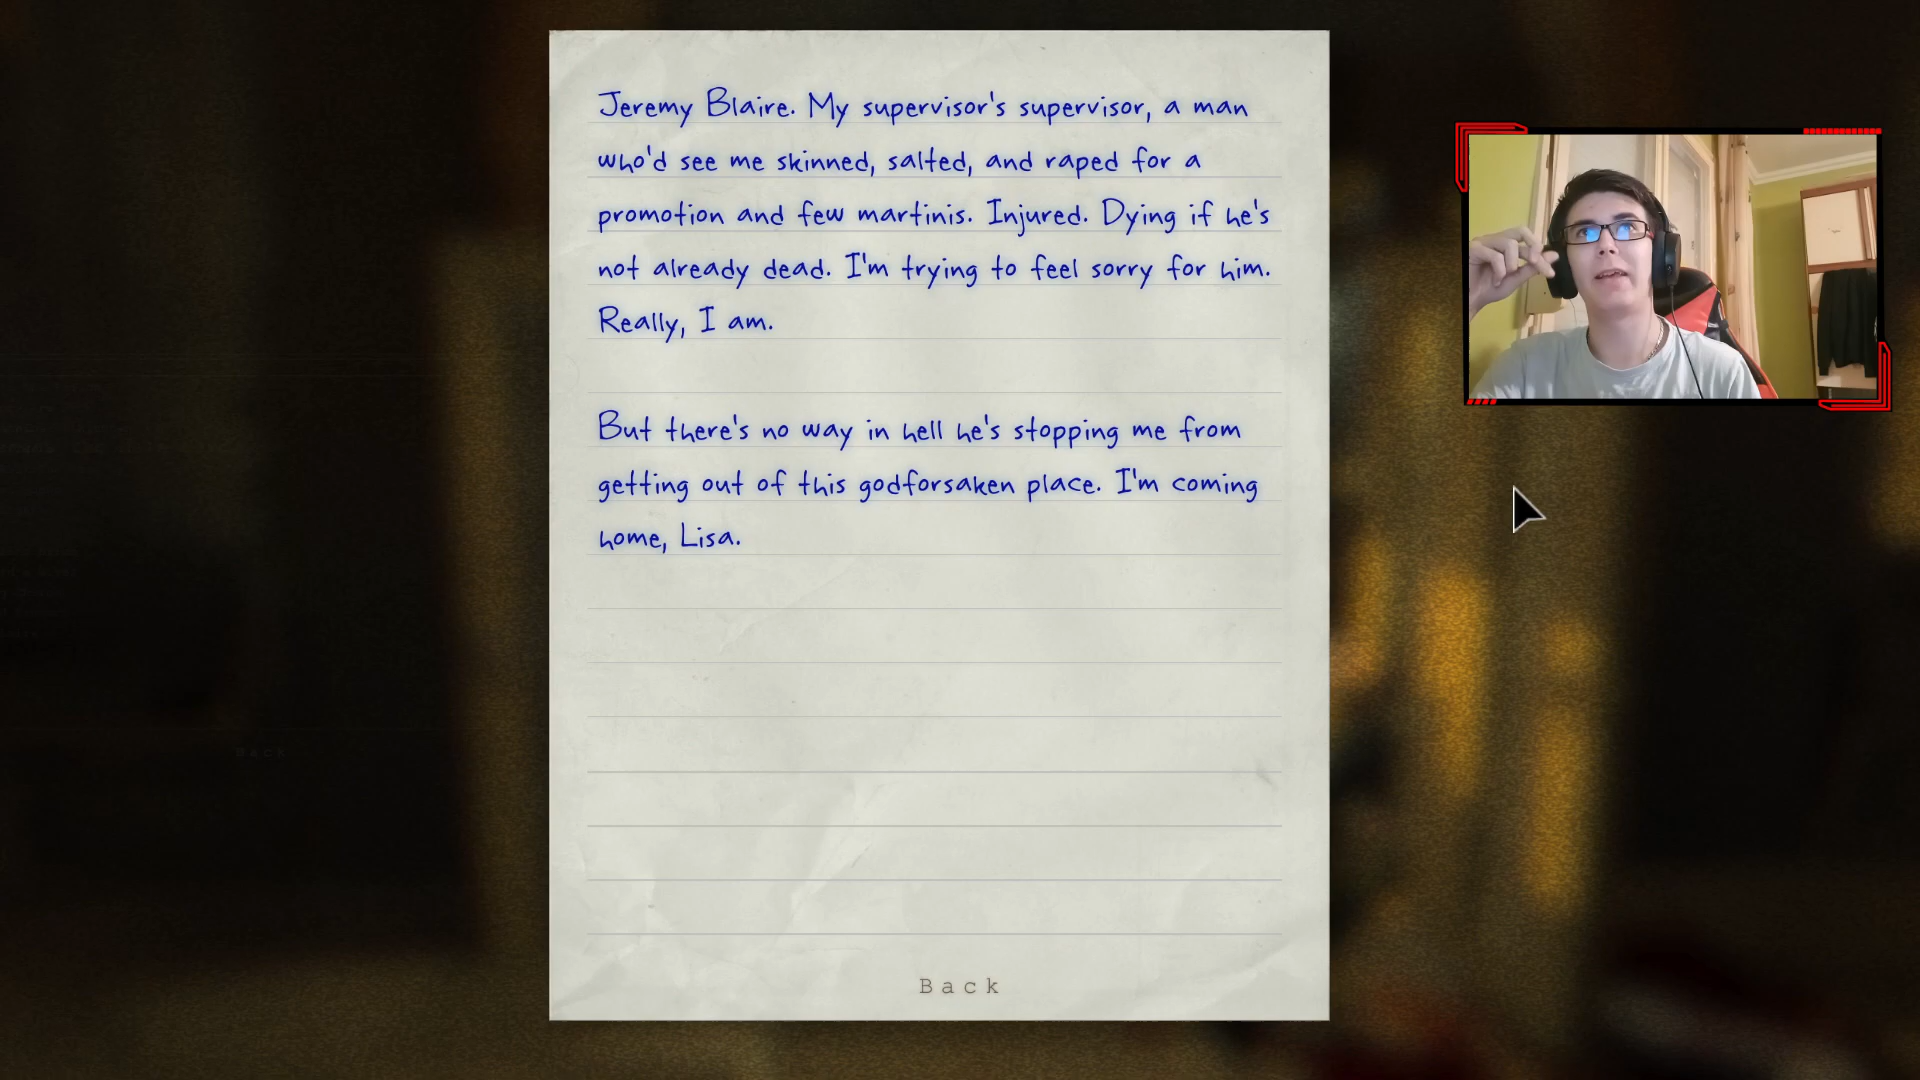 Jeremy Blaire. My supervisor's supervisor, a man
who'd see me skinned, salted, and raped for a
promotion and few martinis. Injured. Dying if he's
not already dead. I'm trying to feel sorry for him.
Really, I am.
But there's no way in hell he's stopping me from
getting out of this godforsaken place. I'm coming
home, Lisa.
Back
Back